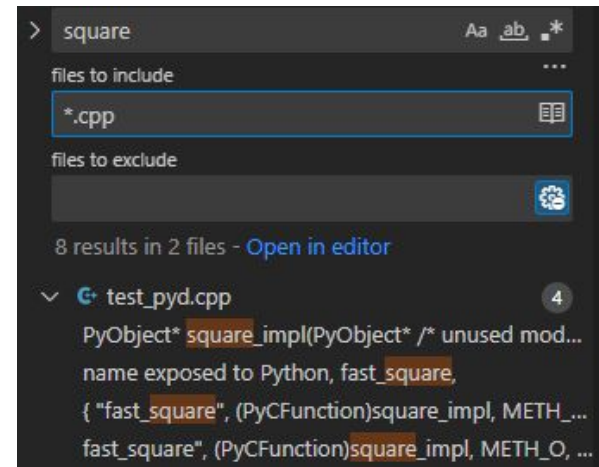 square Aa ab, .*
files to include
...
*.cpp
files to exclude
8 results in 2 files - Open in editor
test_pyd.cpp 4
PyObject* square_impl(PyObject* /* unused mod...
name exposed to Python, fast_square,
{ "fast_square", (PyCFunction)square_impl, METH_...
fast_square", (PyCFunction)square_impl, METH_O, ...